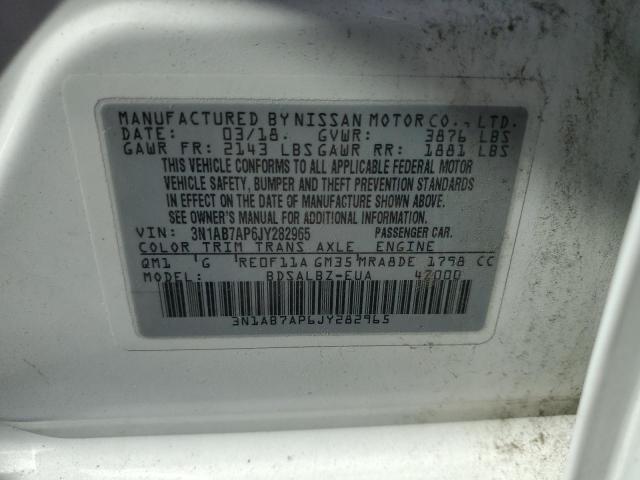 MANUFACTURED BY NISSAN MOTOR CO., LTD.
DATE: 03/18. GVWR: 3876 LBS
GAWR FR: 2143 LBS GAWR RR: 1881 LBS
THIS VEHICLE CONFORMS TO ALL APPLICABLE FEDERAL MOTOR
VEHICLE SAFETY, BUMPER AND THEFT PREVENTION STANDARDS
IN EFFECT ON THE DATE OF MANUFACTURE SHOWN ABOVE.
SEE OWNER'S MANUAL FOR ADDITIONAL INFORMATION.
VIN: 3N1AB7AP6JY282965 PASSENGER CAR.
COLOR TRIM TRANS AXLE ENGINE
QM1 G RE0F11A GM35 MRA8DE 1798 CC
MODEL: BDSALBZ-EUA 47000
3N1AB7AP6JY282965